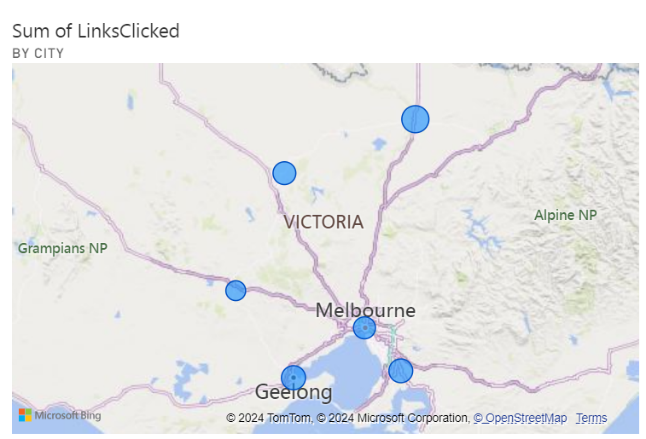 Sum of LinksClicked
BY CITY
VICTORIA
Alpine NP
Grampians NP
Melbourne
Geelong
Microsoft Bing
© 2024 TomTom, © 2024 Microsoft Corporation, © OpenStreetMap Terms